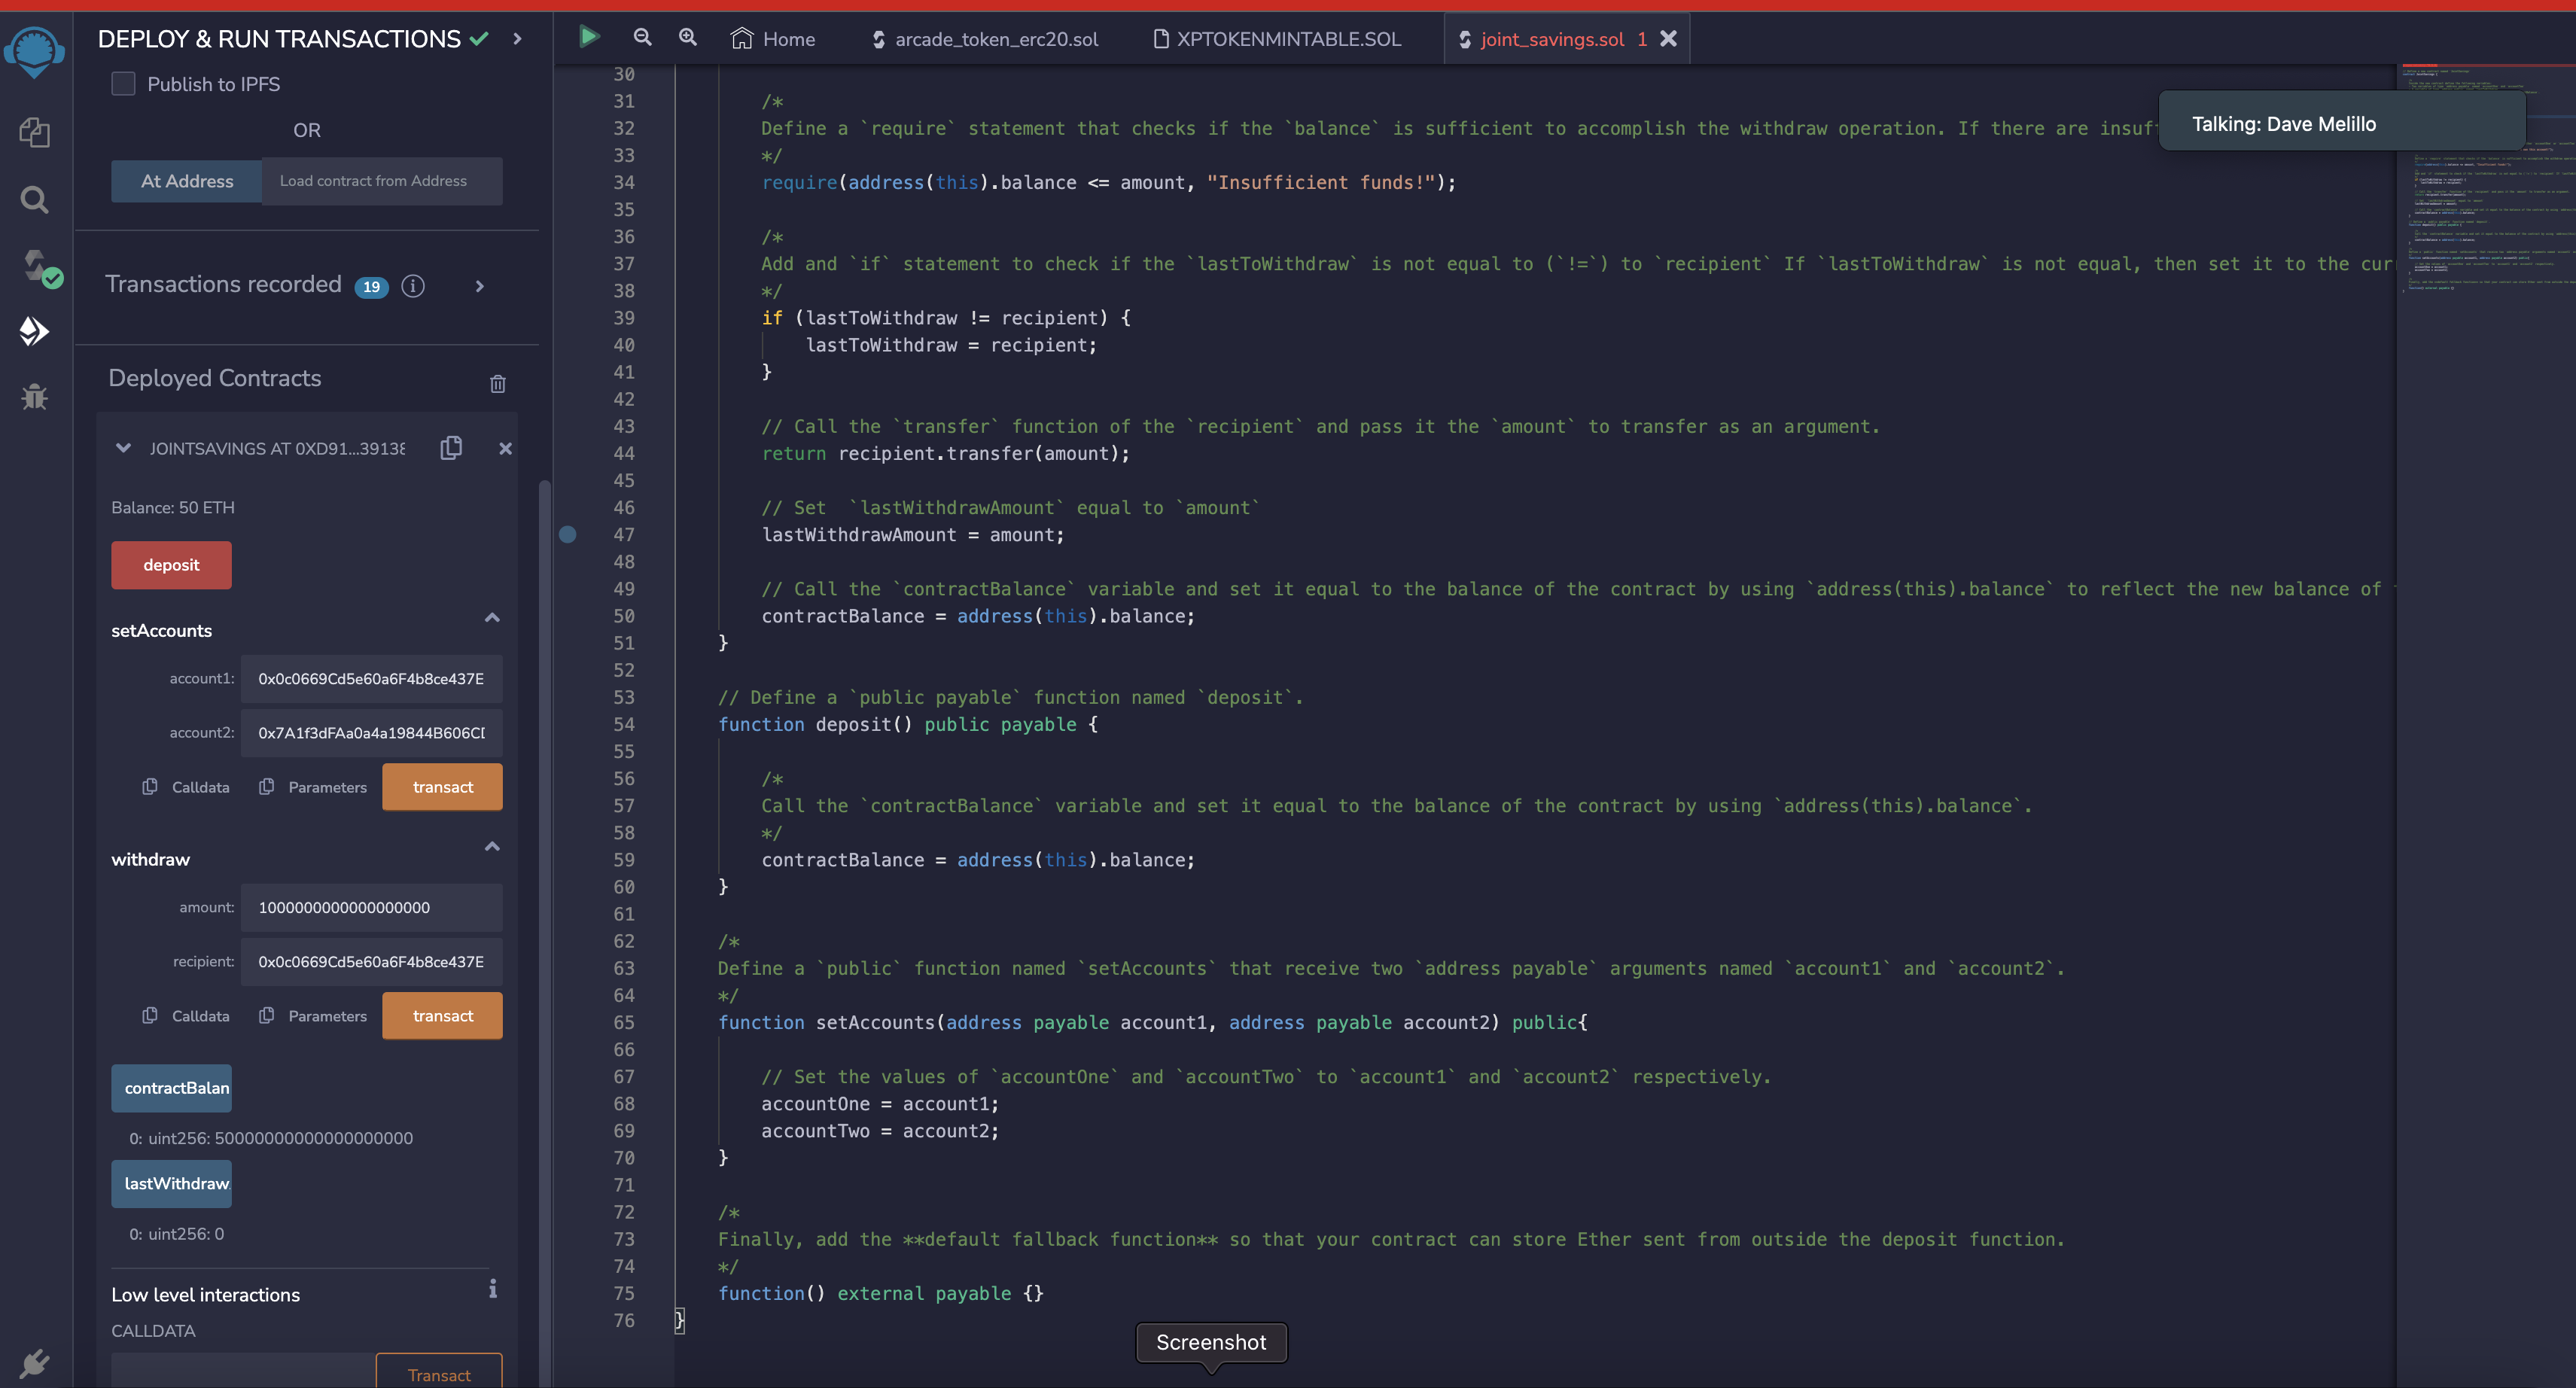 DEPLOY & RUN TRANSACTIONS
Publish to IPFS
OR
At Address
Load contract from Address
Transactions recorded 19
Deployed Contracts
JOINTSAVINGS AT 0XD91...39138
Balance: 50 ETH
deposit
setAccounts
account1: 0x0c0669Cd5e60a6F4b8ce437E
account2: 0x7A1f3dFAa0a4a19844B606CD
Calldata Parameters transact
withdraw
amount: 1000000000000000000
recipient: 0x0c0669Cd5e60a6F4b8ce437E
Calldata Parameters transact
contractBalan
0: uint256: 50000000000000000000
lastWithdraw
0: uint256: 0
Low level interactions
CALLDATA
Transact
Home arcade_token_erc20.sol XPTOKENMINTABLE.SOL joint_savings.sol 1
Talking: Dave Melillo
30
31 /*
32 Define a `require` statement that checks if the `balance` is sufficient to accomplish the withdraw operation. If there are insuf
33 */
34 require(address(this).balance <= amount, "Insufficient funds!");
35
36 /*
37 Add and `if` statement to check if the `lastToWithdraw` is not equal to (`!=`) to `recipient` If `lastToWithdraw` is not equal, then set it to the cur
38 */
39 if (lastToWithdraw != recipient) {
40 lastToWithdraw = recipient;
41 }
42
43 // Call the `transfer` function of the `recipient` and pass it the `amount` to transfer as an argument.
44 return recipient.transfer(amount);
45
46 // Set  `lastWithdrawAmount` equal to `amount`
47 lastWithdrawAmount = amount;
48
49 // Call the `contractBalance` variable and set it equal to the balance of the contract by using `address(this).balance` to reflect the new balance of
50 contractBalance = address(this).balance;
51 }
52
53 // Define a `public payable` function named `deposit`.
54 function deposit() public payable {
55
56 /*
57 Call the `contractBalance` variable and set it equal to the balance of the contract by using `address(this).balance`.
58 */
59 contractBalance = address(this).balance;
60 }
61
62 /*
63 Define a `public` function named `setAccounts` that receive two `address payable` arguments named `account1` and `account2`.
64 */
65 function setAccounts(address payable account1, address payable account2) public{
66
67 // Set the values of `accountOne` and `accountTwo` to `account1` and `account2` respectively.
68 accountOne = account1;
69 accountTwo = account2;
70 }
71
72 /*
73 Finally, add the **default fallback function** so that your contract can store Ether sent from outside the deposit function.
74 */
75 function() external payable {}
76 }
Screenshot